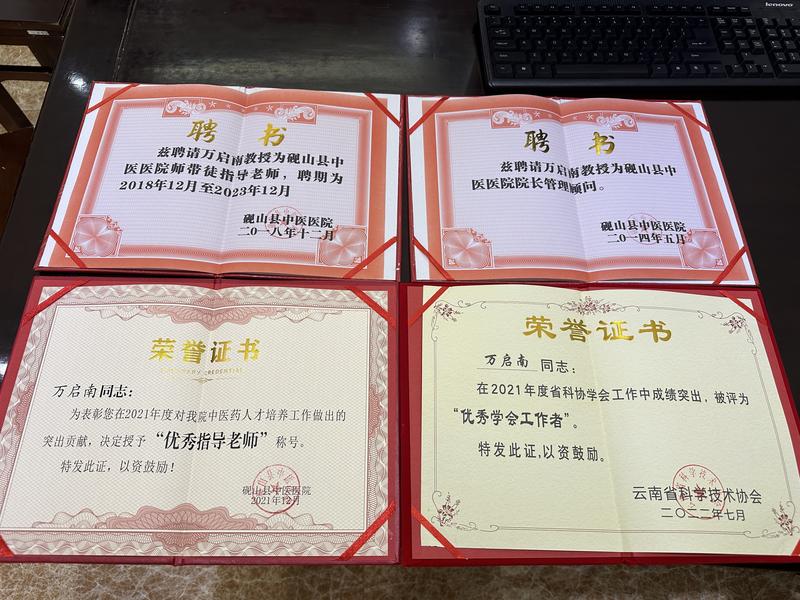 lenovo
聘 书
兹聘请万启南教授为砚山县中
医医院师带徒指导老师，聘期为
2018年12月至2023年12月
砚山县中医医院
二〇一八年十二月
聘 书
兹聘请万启南教授为砚山县中
医医院院长管理顾问。
砚山县中医医院
二〇一四年五月
荣誉证书
万启南同志：
为表彰您在2021年度对我院中医药人才培养工作做出的
突出贡献，决定授予“优秀指导老师”称号。
特发此证，以资鼓励！
砚山县中医医院
2021年12月
荣誉证书
万启南 同志：
在2021年度省科协学会工作中成绩突出，被评为
“优秀学会工作者”。
特发此证，以资鼓励。
云南省科学技术协会
二〇二二年七月